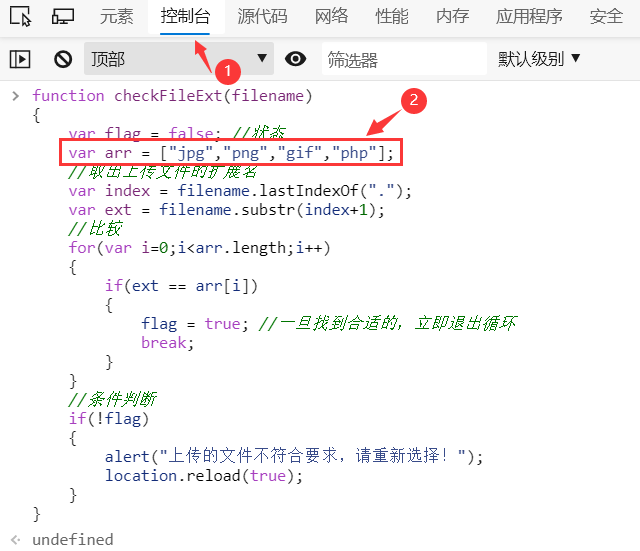 元素 控制台 源代码 网络 性能 内存 应用程序 安全
顶部 筛选器 默认级别
1
2
function checkFileExt(filename)
{
var flag = false; //状态
var arr = ["jpg","png","gif","php"];
//取出上传文件的扩展名
var index = filename.lastIndexOf(".");
var ext = filename.substr(index+1);
//比较
for(var i=0;i<arr.length;i++)
{
if(ext == arr[i])
{
flag = true; //一旦找到合适的，立即退出循环
break;
}
}
//条件判断
if(!flag)
{
alert("上传的文件不符合要求，请重新选择！");
location.reload(true);
}
}
undefined